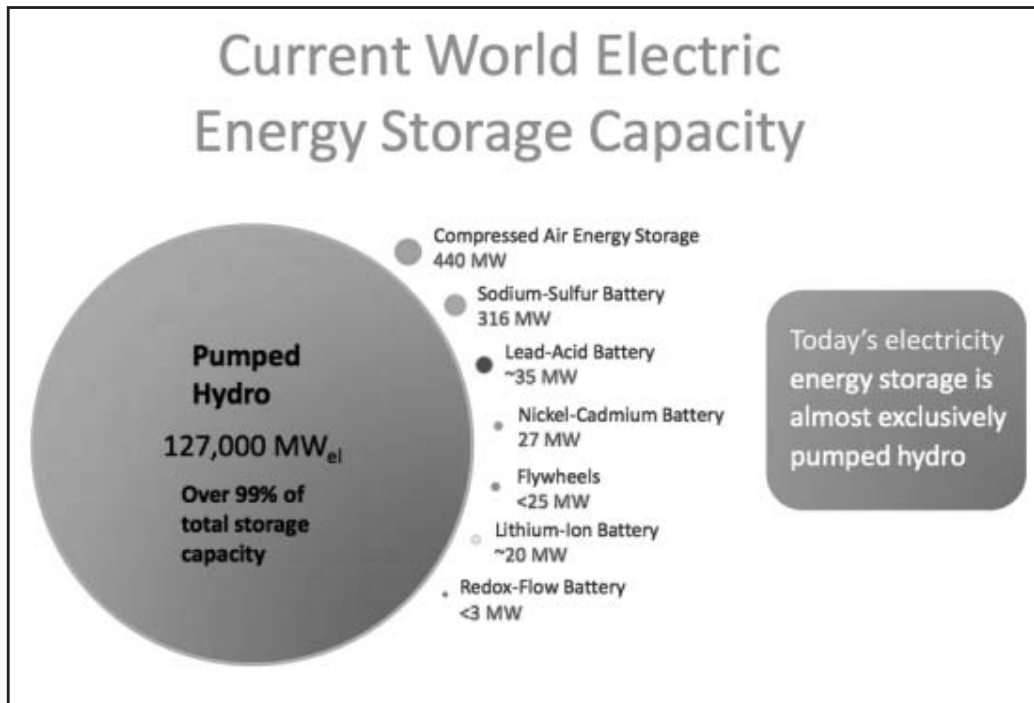 Current World Electric
Energy Storage Capacity
Compressed Air Energy Storage
440 MW
Sodium-Sulfur Battery
316 MW
Lead-Acid Battery
~35 MW
Nickel-Cadmium Battery
27 MW
Flywheels
<25 MW
Lithium-Ion Battery
~20 MW
Redox-Flow Battery
<3 MW
Pumped
Hydro
127,000 MWel
Over 99% of
total storage
capacity
Today's electricity
energy storage is
almost exclusively
pumped hydro